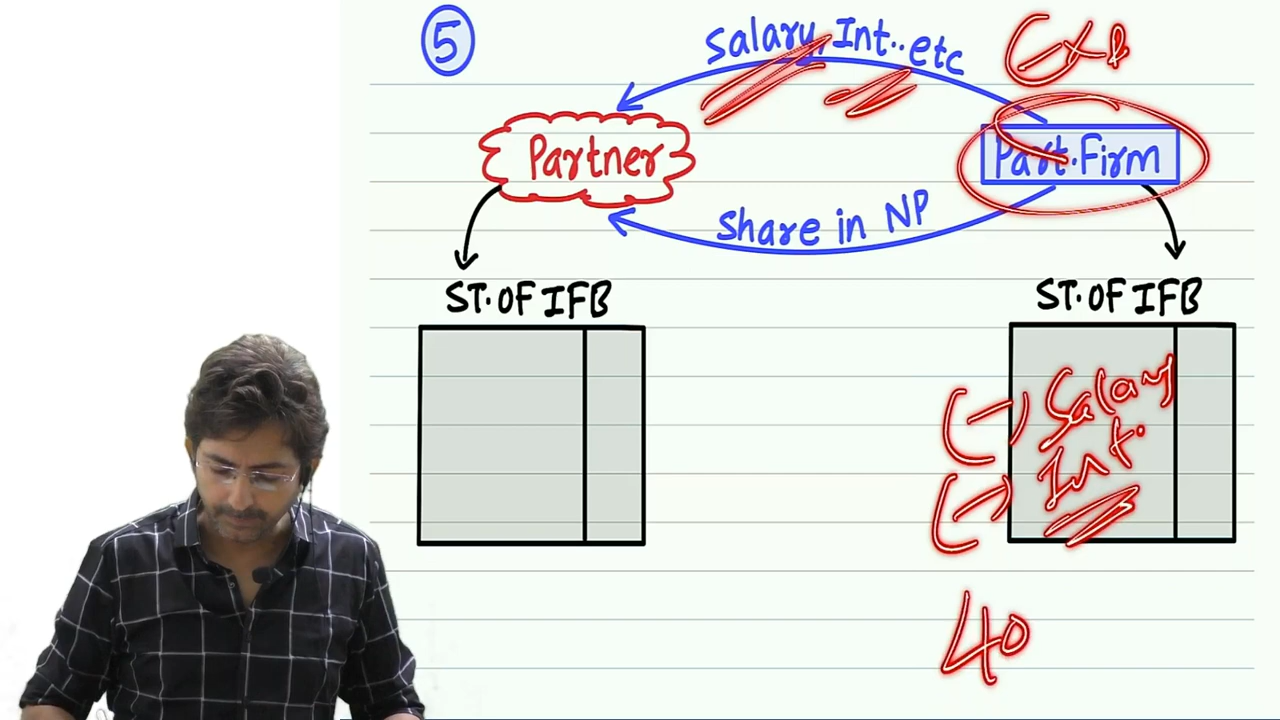 5
Salary, Int.. etc
Exp
Partner
Part. Firm
Share in NP
ST. OF IFB
ST. OF IFB
(-) Salary
(-) Int.
40